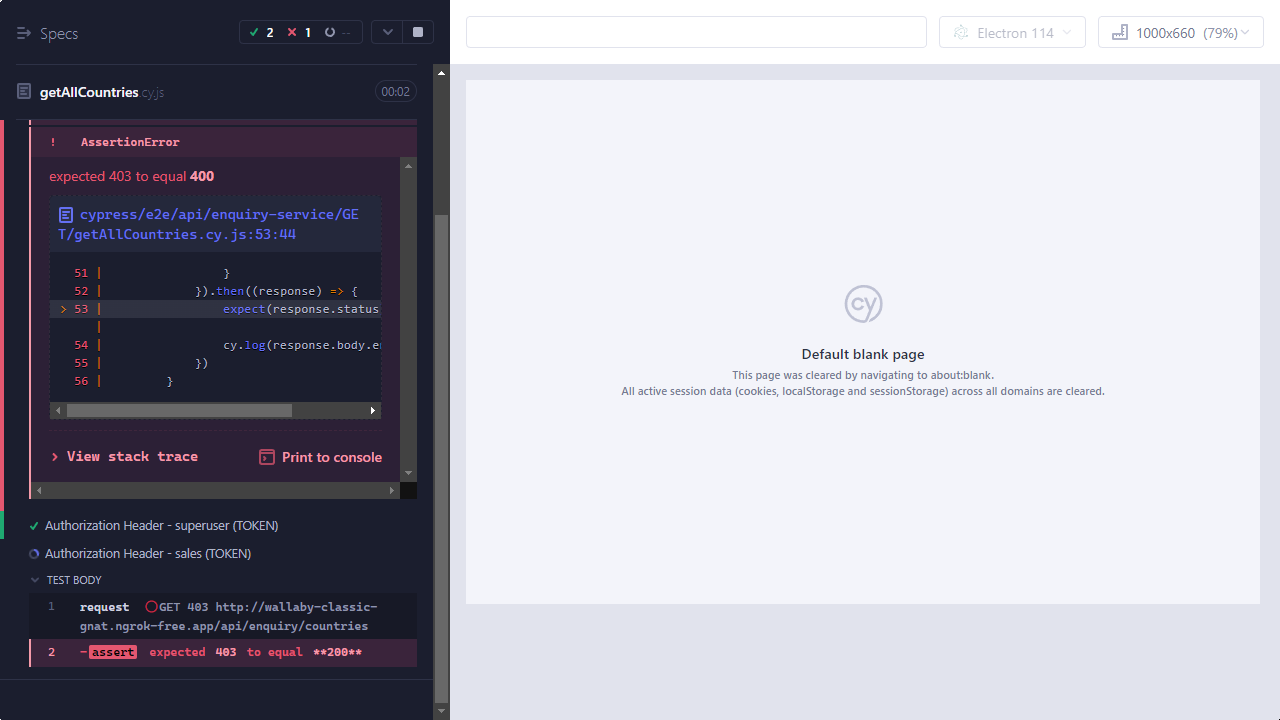 Specs
2 1 --
Electron 114
1000x660 (79%)
getAllCountries.cy.js
00:02
! AssertionError
expected 403 to equal 400
cypress/e2e/api/enquiry-service/GE
T/getAllCountries.cy.js:53:44
51 | }
52 | }).then((response) => {
> 53 | expect(response.status
|
54 | cy.log(response.body.er
55 | })
56 | }
> View stack trace
Print to console
Authorization Header - superuser (TOKEN)
Authorization Header - sales (TOKEN)
TEST BODY
1 request GET 403 http://wallaby-classic-
gnat.ngrok-free.app/api/enquiry/countries
2 -assert expected 403 to equal **200**
cy
Default blank page
This page was cleared by navigating to about:blank.
All active session data (cookies, localStorage and sessionStorage) across all domains are cleared.